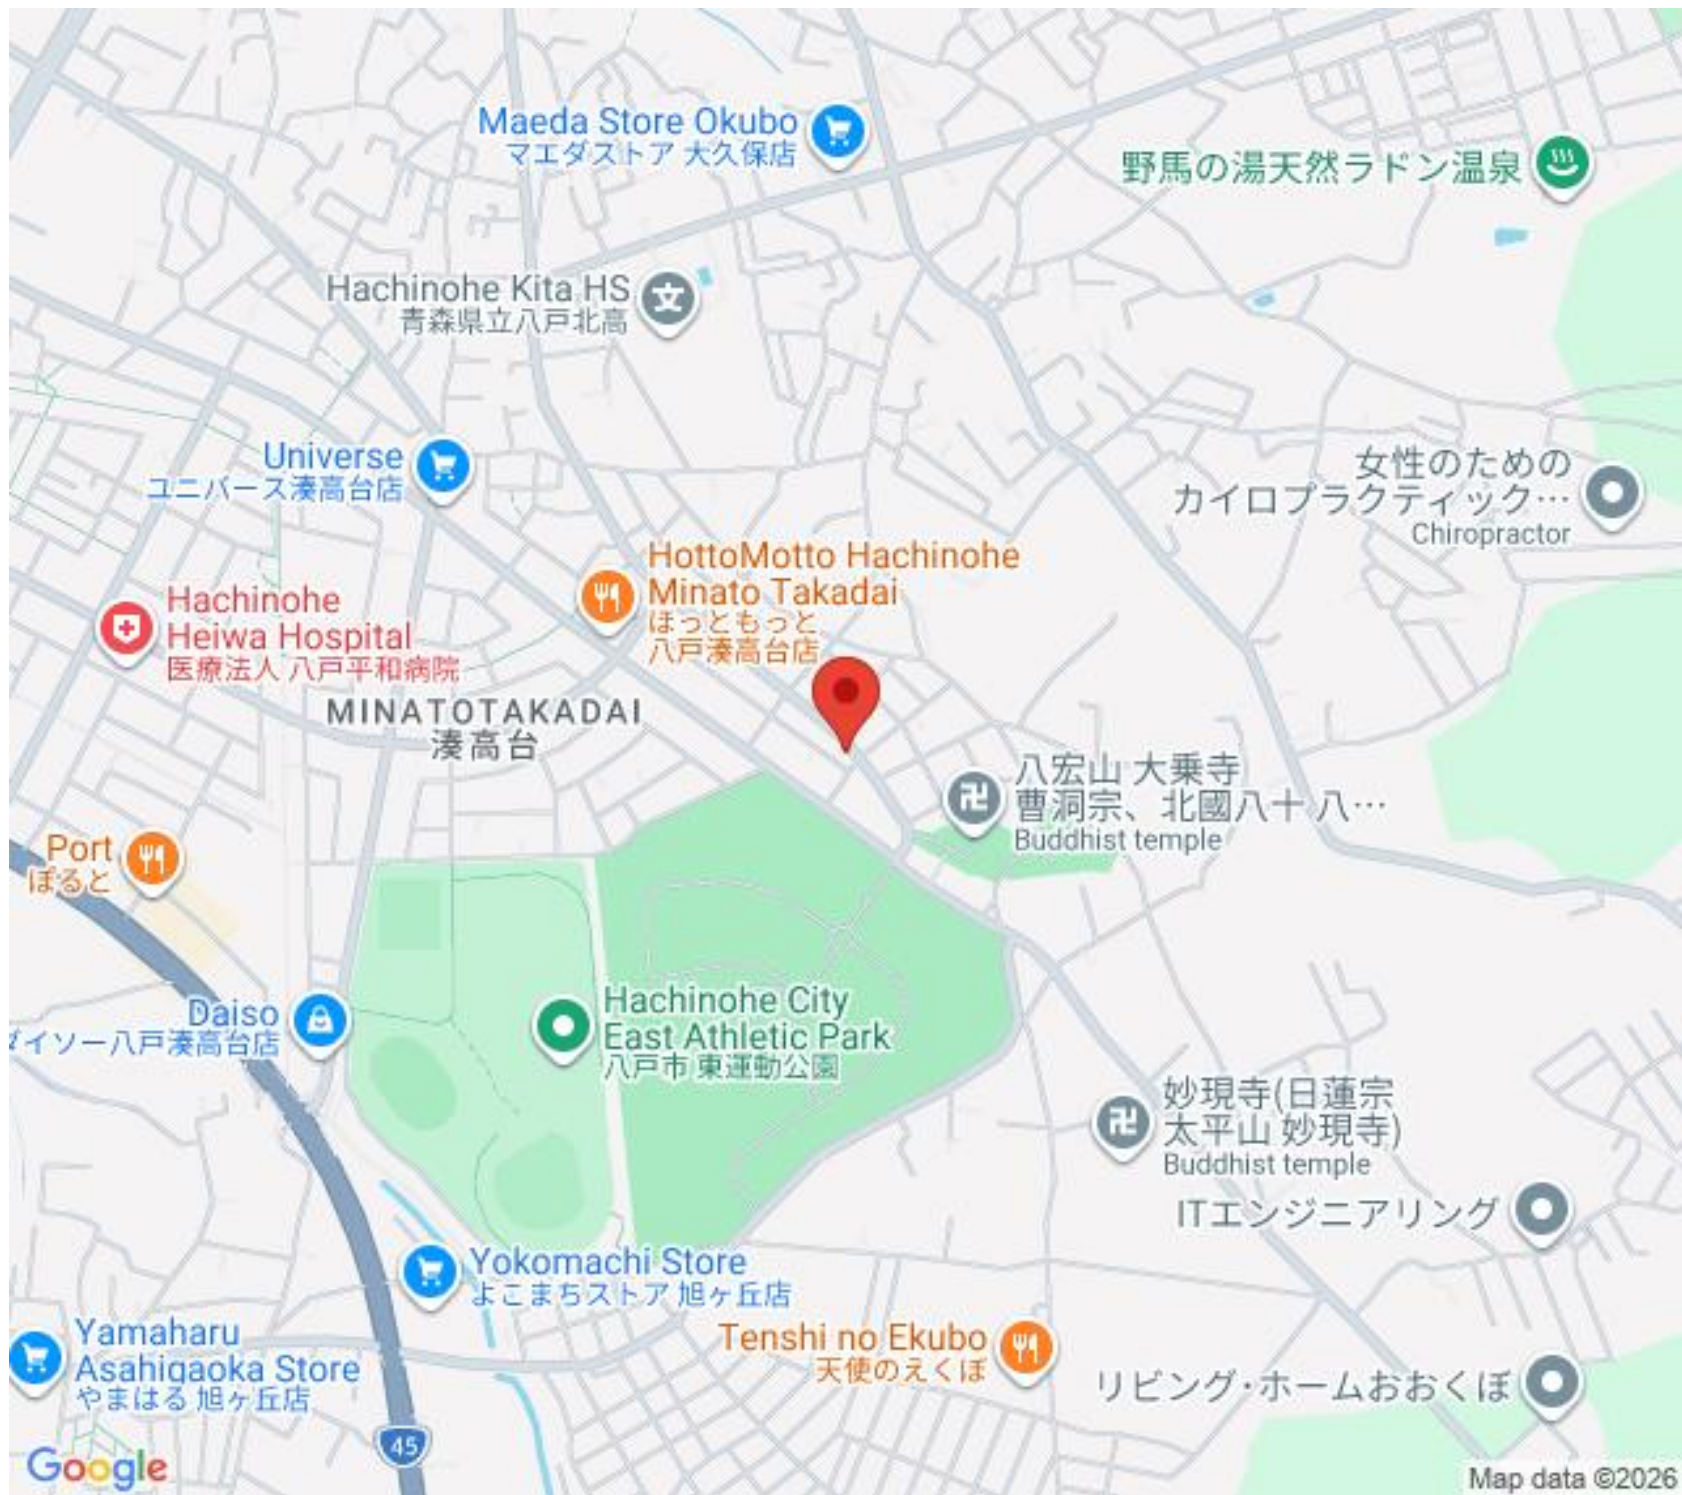 Maeda Store Okubo
マエダストア 大久保店
野馬の湯天然ラドン温泉
Hachinohe Kita HS
青森県立八戸北高
Universe
ユニバース湊高台店
女性のための
カイロプラクティック…
Chiropractor
HottoMotto Hachinohe
Minato Takadai
ほっともっと
八戸湊高台店
Hachinohe
Heiwa Hospital
医療法人 八戸平和病院
MINATOTAKADAI
湊高台
八宏山 大乗寺
曹洞宗、北國八十 八…
Buddhist temple
Port
ぽると
Hachinohe City
East Athletic Park
八戸市 東運動公園
Daiso
ダイソー八戸湊高台店
妙現寺(日蓮宗
太平山 妙現寺)
Buddhist temple
ITエンジニアリング
Yokomachi Store
よこまちストア 旭ヶ丘店
Tenshi no Ekubo
天使のえくぼ
Yamaharu
Asahigaoka Store
やまはる 旭ヶ丘店
リビング·ホームおおくぼ
45
Google
Map data ©2026